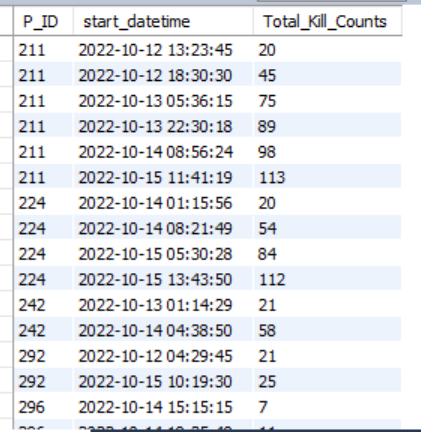 P_ID start_datetime Total_Kill_Counts
211 2022-10-12 13:23:45 20
211 2022-10-12 18:30:30 45
211 2022-10-13 05:36:15 75
211 2022-10-13 22:30:18 89
211 2022-10-14 08:56:24 98
211 2022-10-15 11:41:19 113
224 2022-10-14 01:15:56 20
224 2022-10-14 08:21:49 54
224 2022-10-15 05:30:28 84
224 2022-10-15 13:43:50 112
242 2022-10-13 01:14:29 21
242 2022-10-14 04:38:50 58
292 2022-10-12 04:29:45 21
292 2022-10-15 10:19:30 25
296 2022-10-14 15:15:15 7